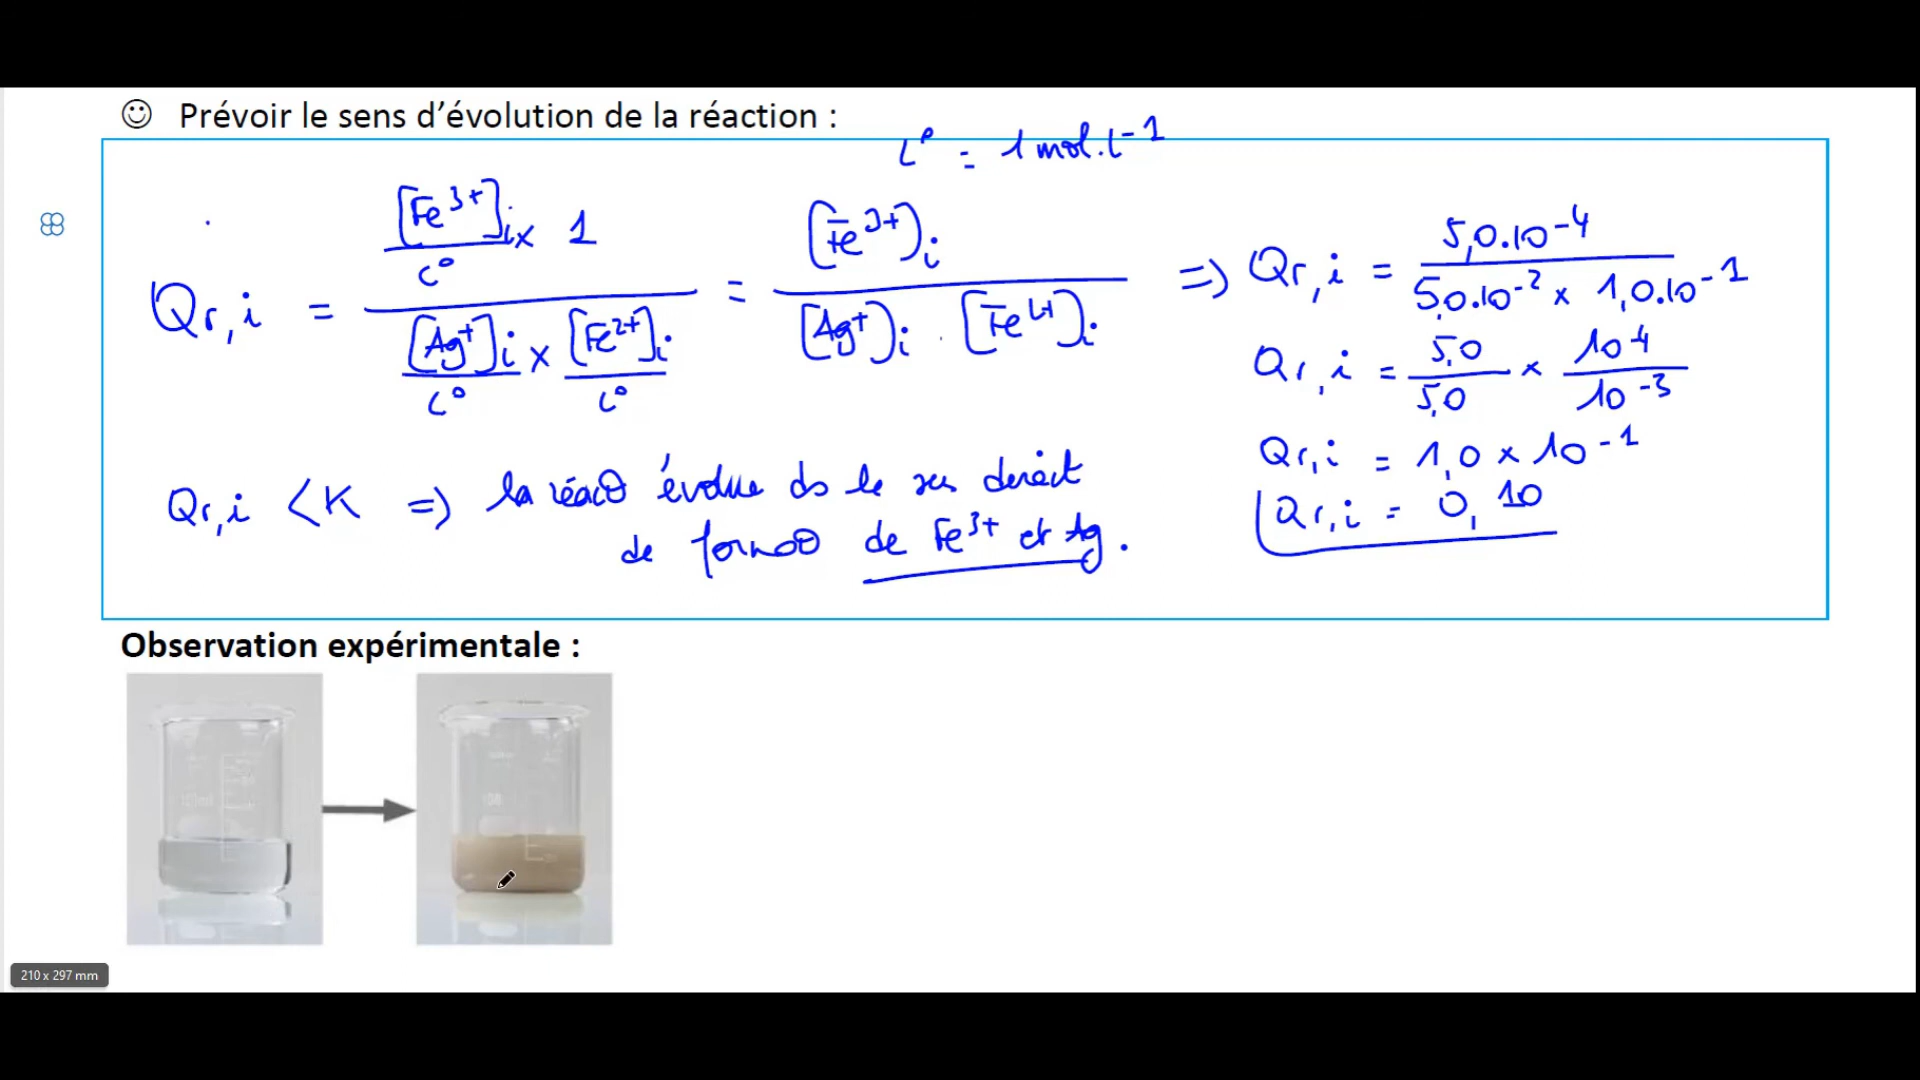 ☺ Prévoir le sens d'évolution de la réaction :
C° = 1 mol.L-1
Qr,i = ([Fe3+]i/c° × 1) / ([Ag+]i/c° × [Fe2+]i/c°) = [Fe3+]i / ([Ag+]i . [Fe2+]i) => Qr,i = 5,0.10-4 / (5,0.10-2 × 1,0.10-1)
Qr,i = 5,0/5,0 × 10-4/10-3
Qr,i = 1,0 × 10-1
Qr,i = 0,10
Qr,i < K => la réac° évolue ds le sens direct
de forma° de Fe3+ et Ag.
Observation expérimentale :
100
210 x 297 mm